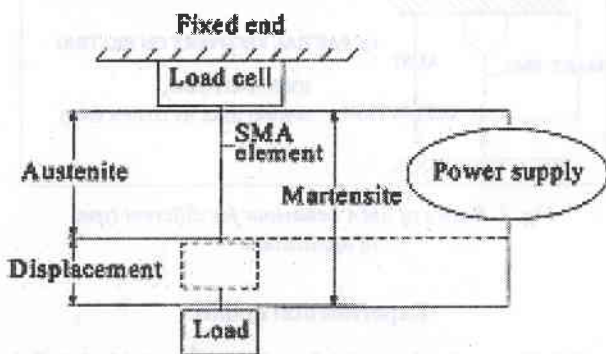 Fixed end
Load cell
SMA
element
Austenite
Martensite
Power supply
Displacement
Load